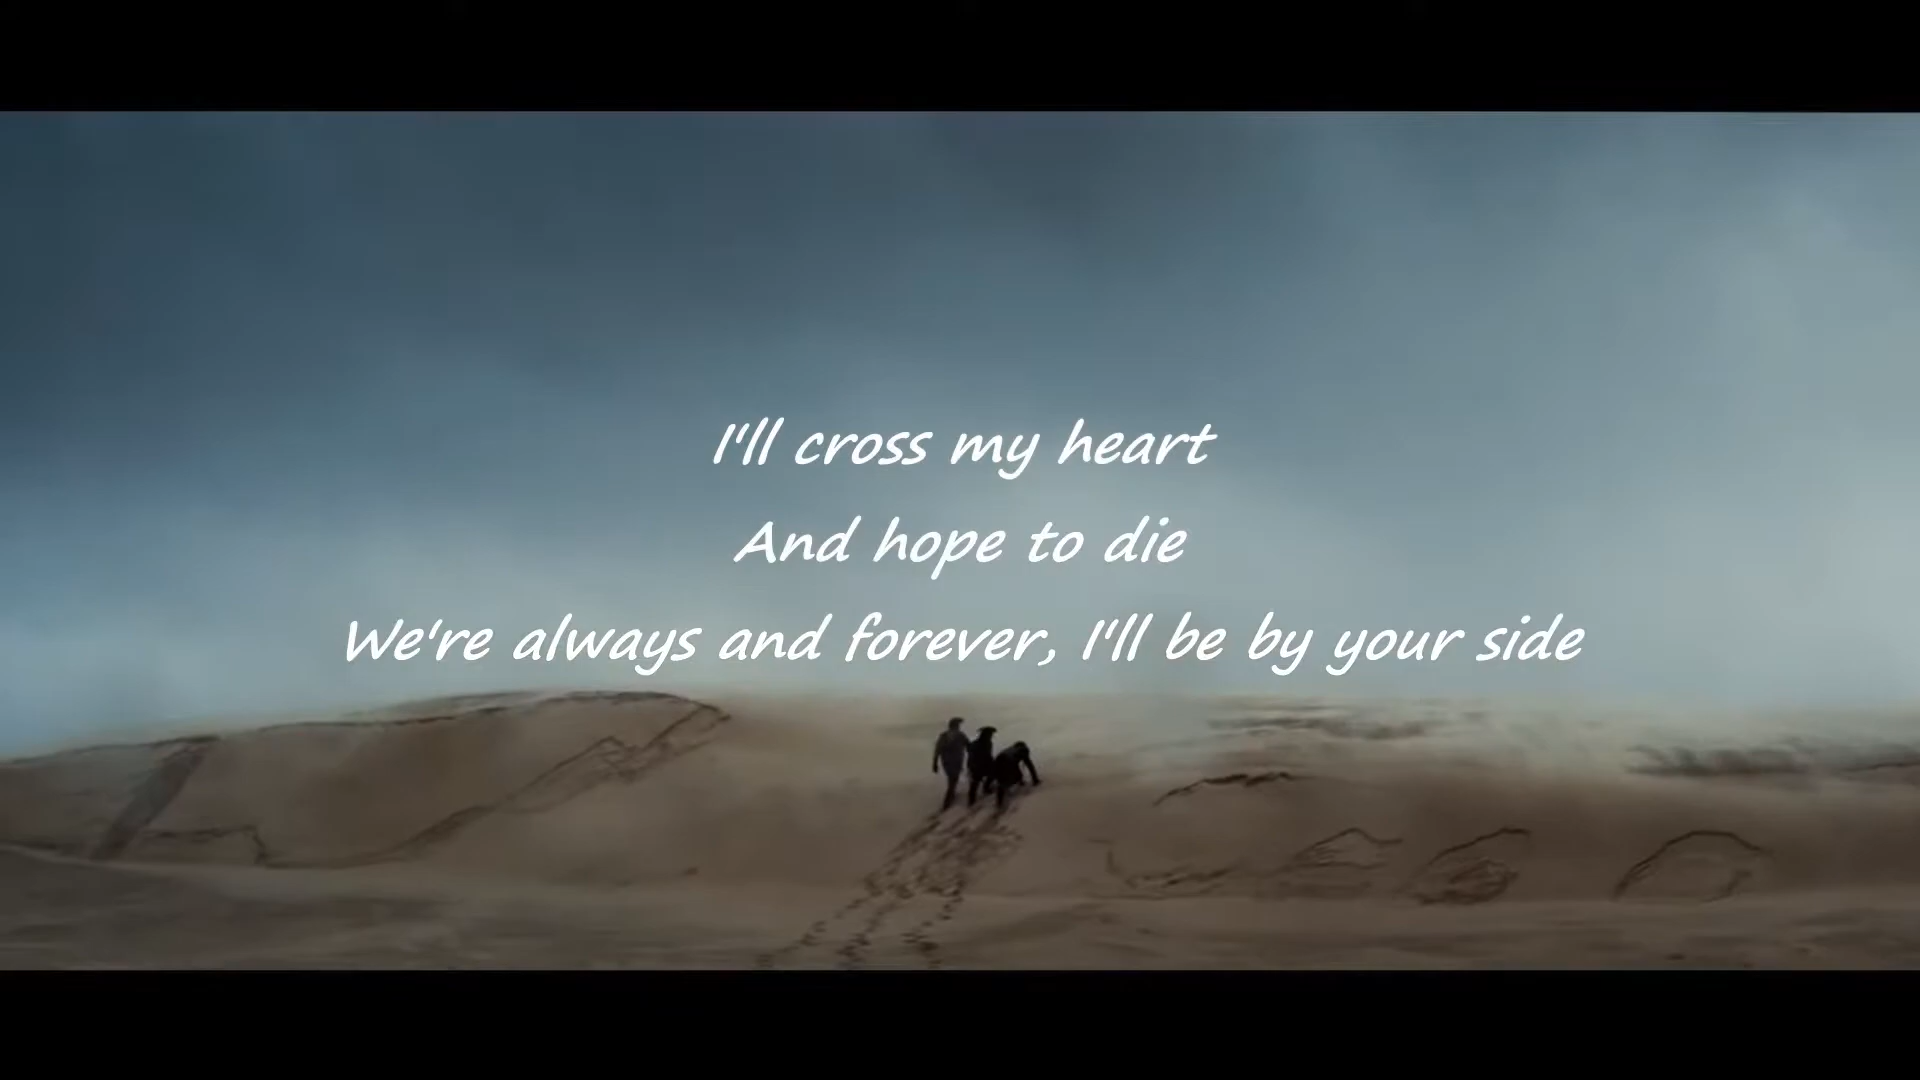 I'll cross my heart
And hope to die
We're always and forever, I'll be by your side